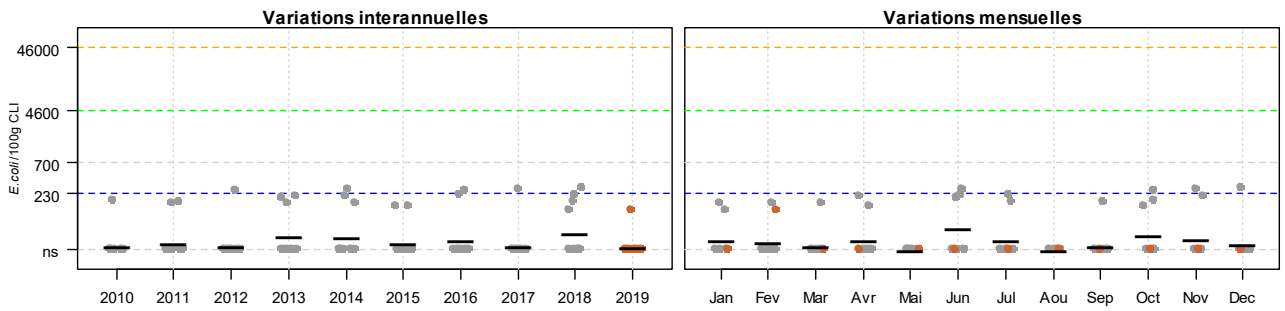 Variations interannuelles
Variations mensuelles
E.coli/100g CLI
46000
4600
700
230
ns
2010 2011 2012 2013 2014 2015 2016 2017 2018 2019
Jan Fev Mar Avr Mai Jun Jul Aou Sep Oct Nov Dec